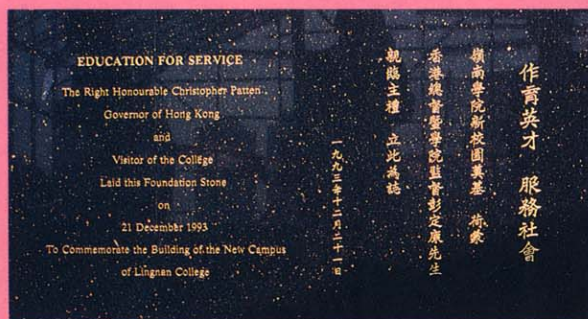 EDUCATION FOR SERVICE
The Right Honourable Christopher Patten
Governor of Hong Kong
and
Visitor of the College
Laid this Foundation Stone
on
21 December 1993
To Commemorate the Building of the New Campus
of Lingnan College
作育英才 服務社會
嶺南學院新校園奠基 荷蒙
香港總督暨學院監督彭定康先生
親臨主禮 立此為誌
一九九三年十二月二十一日